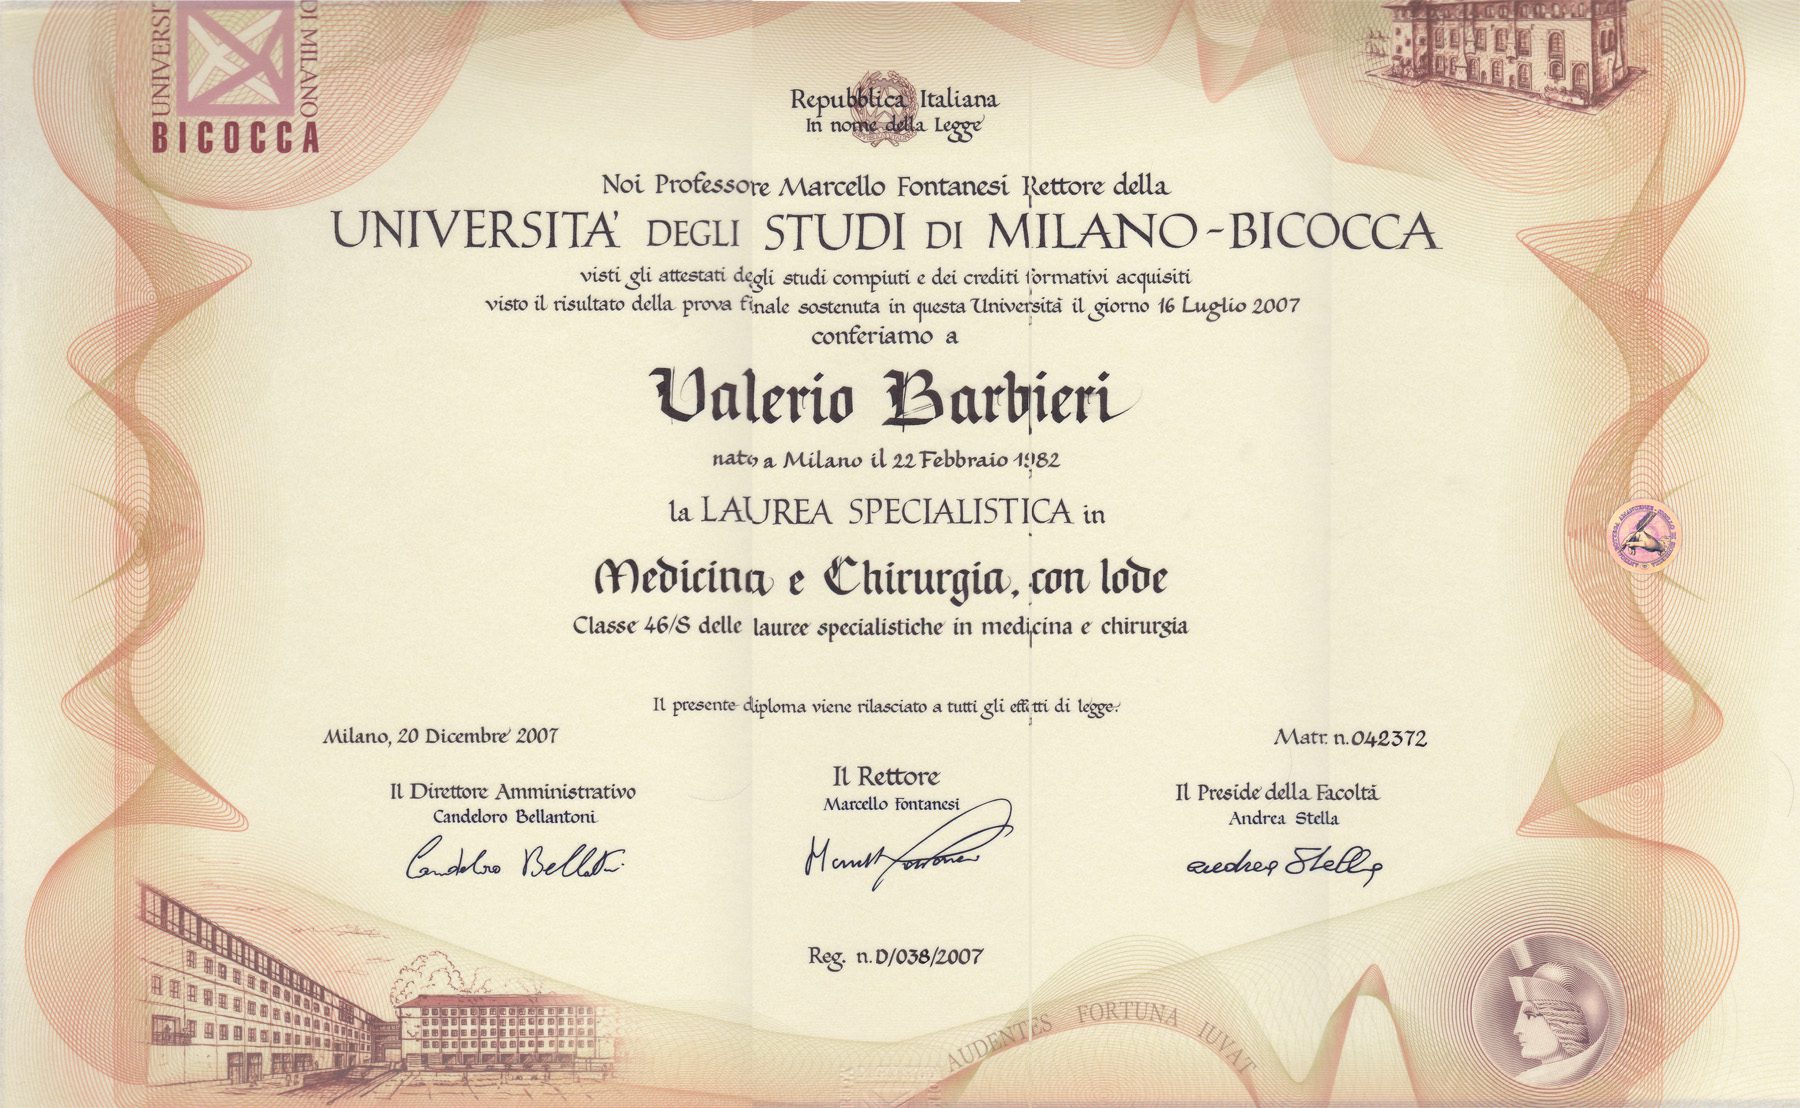 UNIVERSI
DI MILANO
BICOCCA
Repubblica Italiana
In nome della Legge
Noi Professore Marcello Fontanesi Rettore della
UNIVERSITA' DEGLI STUDI DI MILANO-BICOCCA
visti gli attestati degli studi compiuti e dei crediti formativi acquisiti
visto il risultato della prova finale sostenuta in questa Università il giorno 16 Luglio 2007
conferiamo a
Valerio Barbieri
nato a Milano il 22 Febbraio 1982
la LAUREA SPECIALISTICA in
Medicina e Chirurgia, con lode
Classe 46/S delle lauree specialistiche in medicina e chirurgia
Il presente diploma viene rilasciato a tutti gli effetti di legge.
Milano, 20 Dicembre 2007
Matr. n. 042372
Il Direttore Amministrativo
Candeloro Bellantoni
Il Rettore
Marcello Fontanesi
Il Preside della Facoltà
Andrea Stella
Andrea Stella
Reg. n. D/038/2007
AUDENTES FORTUNA IUVAT